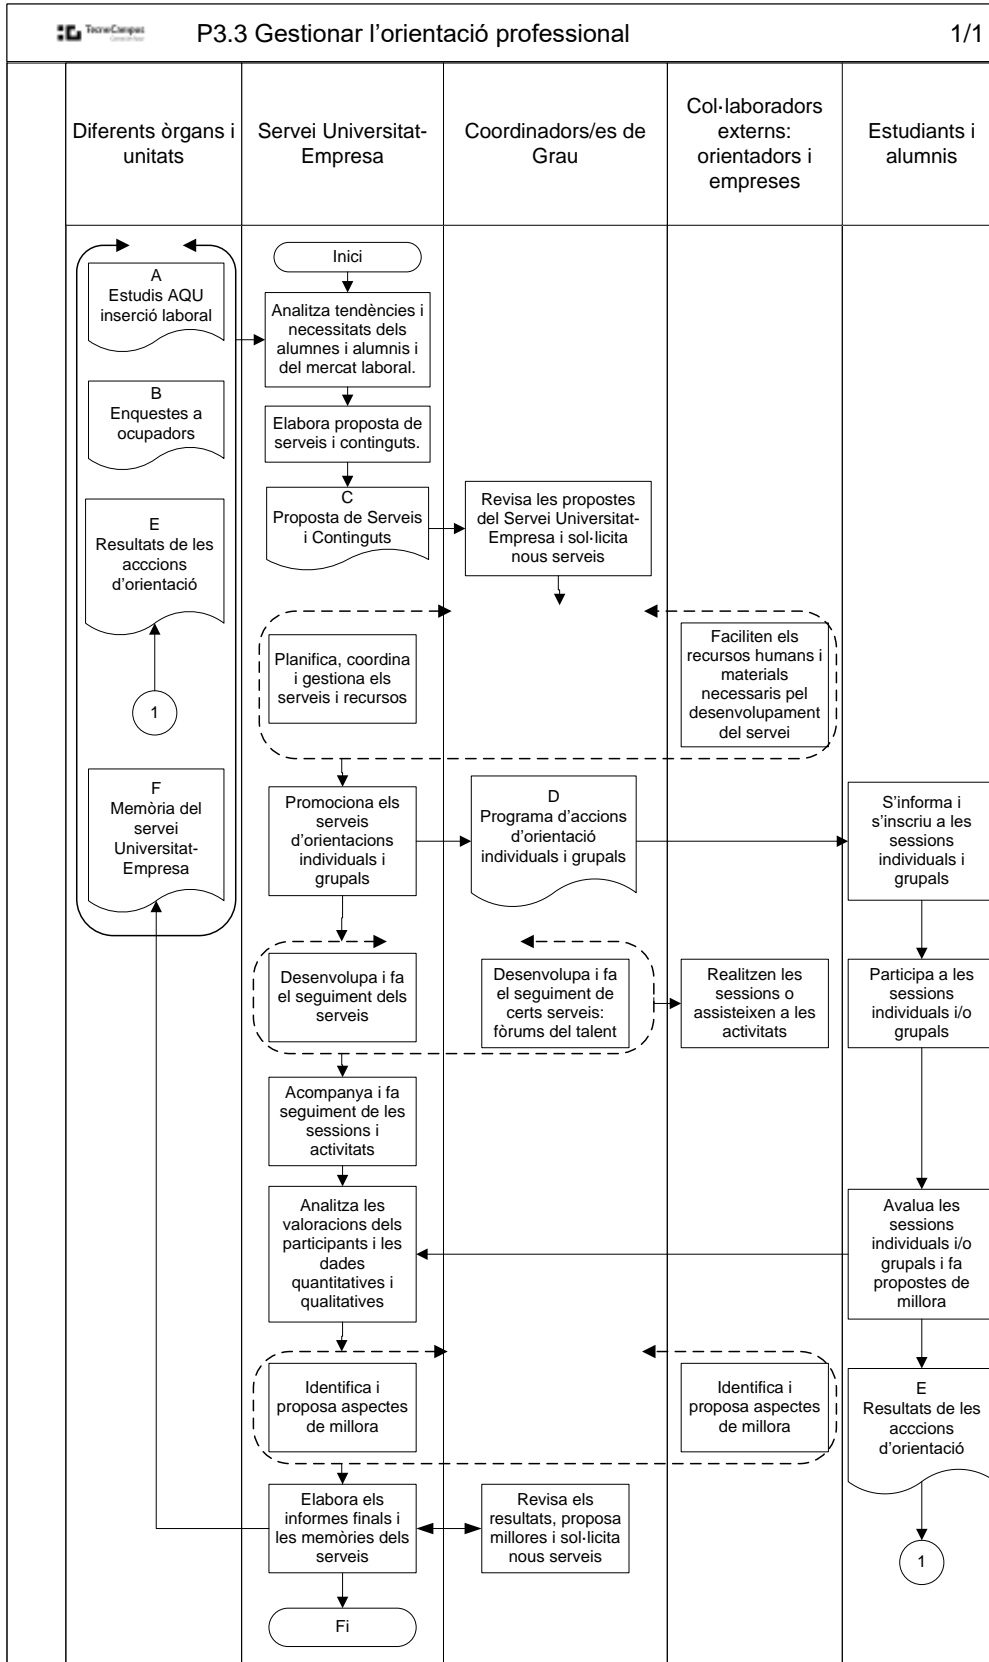 TecnoCampus
P3.3 Gestionar l’orientació professional
1/1
Diferents òrgans i
unitats
Servei Universitat-
Empresa
Coordinadors/es de
Grau
Col·laboradors
externs:
orientadors i
empreses
Estudiants i
alumnis
A
Estudis AQU
inserció laboral
B
Enquestes a
ocupadors
E
Resultats de les
acccions
d’orientació
1
F
Memòria del
servei
Universitat-
Empresa
Inici
Analitza tendències i
necessitats dels
alumnes i alumnis i
del mercat laboral.
Elabora proposta de
serveis i continguts.
C
Proposta de Serveis
i Continguts
Revisa les propostes
del Servei Universitat-
Empresa i sol·licita
nous serveis
Planifica, coordina
i gestiona els
serveis i recursos
Faciliten els
recursos humans i
materials
necessaris pel
desenvolupament
del servei
Promociona els
serveis
d’orientacions
individuals i
grupals
D
Programa d’accions
d’orientació
individuals i grupals
S’informa i
s’inscriu a les
sessions
individuals i
grupals
Desenvolupa i fa
el seguiment dels
serveis
Desenvolupa i fa
el seguiment de
certs serveis:
fòrums del talent
Realitzen les
sessions o
assisteixen a les
activitats
Participa a les
sessions
individuals i/o
grupals
Acompanya i fa
seguiment de les
sessions i
activitats
Analitza les
valoracions dels
participants i les
dades
quantitatives i
qualitatives
Avalua les
sessions
individuals i/o
grupals i fa
propostes de
millora
Identifica i
proposa aspectes
de millora
Identifica i
proposa aspectes
de millora
E
Resultats de les
acccions
d’orientació
Elabora els
informes finals i
les memòries dels
serveis
Revisa els
resultats, proposa
millores i sol·licita
nous serveis
1
Fi